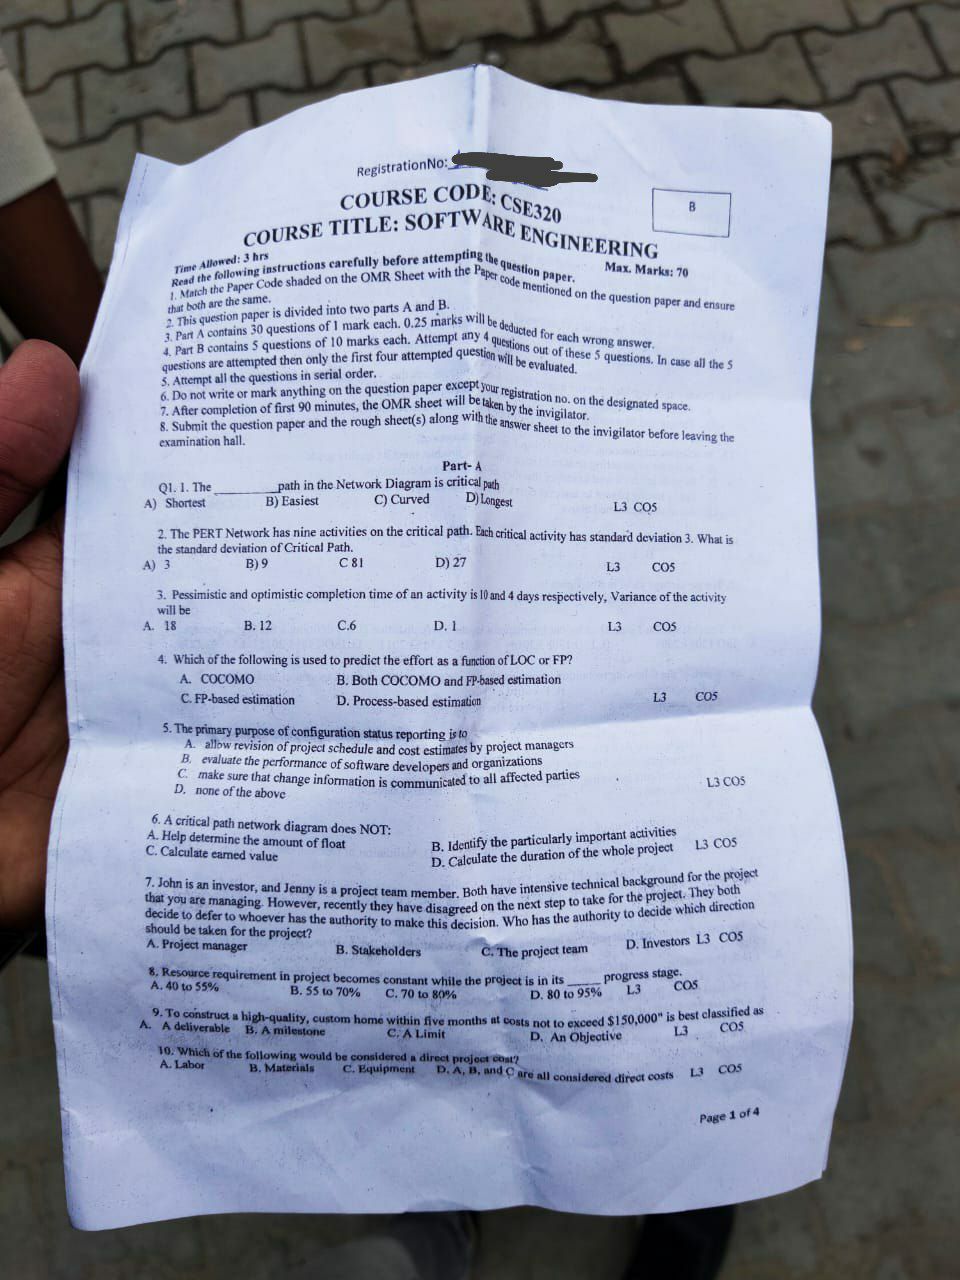 RegistrationNo:
COURSE CODE: CSE320
COURSE TITLE: SOFTWARE ENGINEERING
B
Time Allowed: 3 hrs
Max. Marks: 70
Read the following instructions carefully before attempting the question paper.
1. Match the Paper Code shaded on the OMR Sheet with the Paper code mentioned on the question paper and ensure
that both are the same.
2. This question paper is divided into two parts A and B.
3. Part A contains 30 questions of 1 mark each. 0.25 marks will be deducted for each wrong answer.
4. Part B contains 5 questions of 10 marks each. Attempt any 4 questions out of these 5 questions. In case all the 5
questions are attempted then only the first four attempted question will be evaluated.
5. Attempt all the questions in serial order.
6. Do not write or mark anything on the question paper except your registration no. on the designated space.
7. After completion of first 90 minutes, the OMR sheet will be taken by the invigilator.
8. Submit the question paper and the rough sheet(s) along with the answer sheet to the invigilator before leaving the
examination hall.
Part- A
Q1. 1. The __________path in the Network Diagram is critical path
A) Shortest B) Easiest C) Curved D) Longest L3 CO5
2. The PERT Network has nine activities on the critical path. Each critical activity has standard deviation 3. What is
the standard deviation of Critical Path.
A) 3 B) 9 C 81 D) 27 L3 CO5
3. Pessimistic and optimistic completion time of an activity is 10 and 4 days respectively, Variance of the activity
will be
A. 18 B. 12 C.6 D. 1 L3 CO5
4. Which of the following is used to predict the effort as a function of LOC or FP?
A. COCOMO B. Both COCOMO and FP-based estimation
C. FP-based estimation D. Process-based estimation L3 CO5
5. The primary purpose of configuration status reporting is to
A. allow revision of project schedule and cost estimates by project managers
B. evaluate the performance of software developers and organizations
C. make sure that change information is communicated to all affected parties
D. none of the above L3 CO5
6. A critical path network diagram does NOT:
A. Help determine the amount of float B. Identify the particularly important activities
C. Calculate earned value D. Calculate the duration of the whole project L3 CO5
7. John is an investor, and Jenny is a project team member. Both have intensive technical background for the project
that you are managing. However, recently they have disagreed on the next step to take for the project. They both
decide to defer to whoever has the authority to make this decision. Who has the authority to decide which direction
should be taken for the project?
A. Project manager B. Stakeholders C. The project team D. Investors L3 CO5
8. Resource requirement in project becomes constant while the project is in its _____ progress stage.
A. 40 to 55% B. 55 to 70% C. 70 to 80% D. 80 to 95% L3 CO5
9. To construct a high-quality, custom home within five months at costs not to exceed $150,000" is best classified as
A. A deliverable B. A milestone C. A Limit D. An Objective L3 CO5
10. Which of the following would be considered a direct project cost?
A. Labor B. Materials C. Equipment D. A, B, and C are all considered direct costs L3 CO5
Page 1 of 4